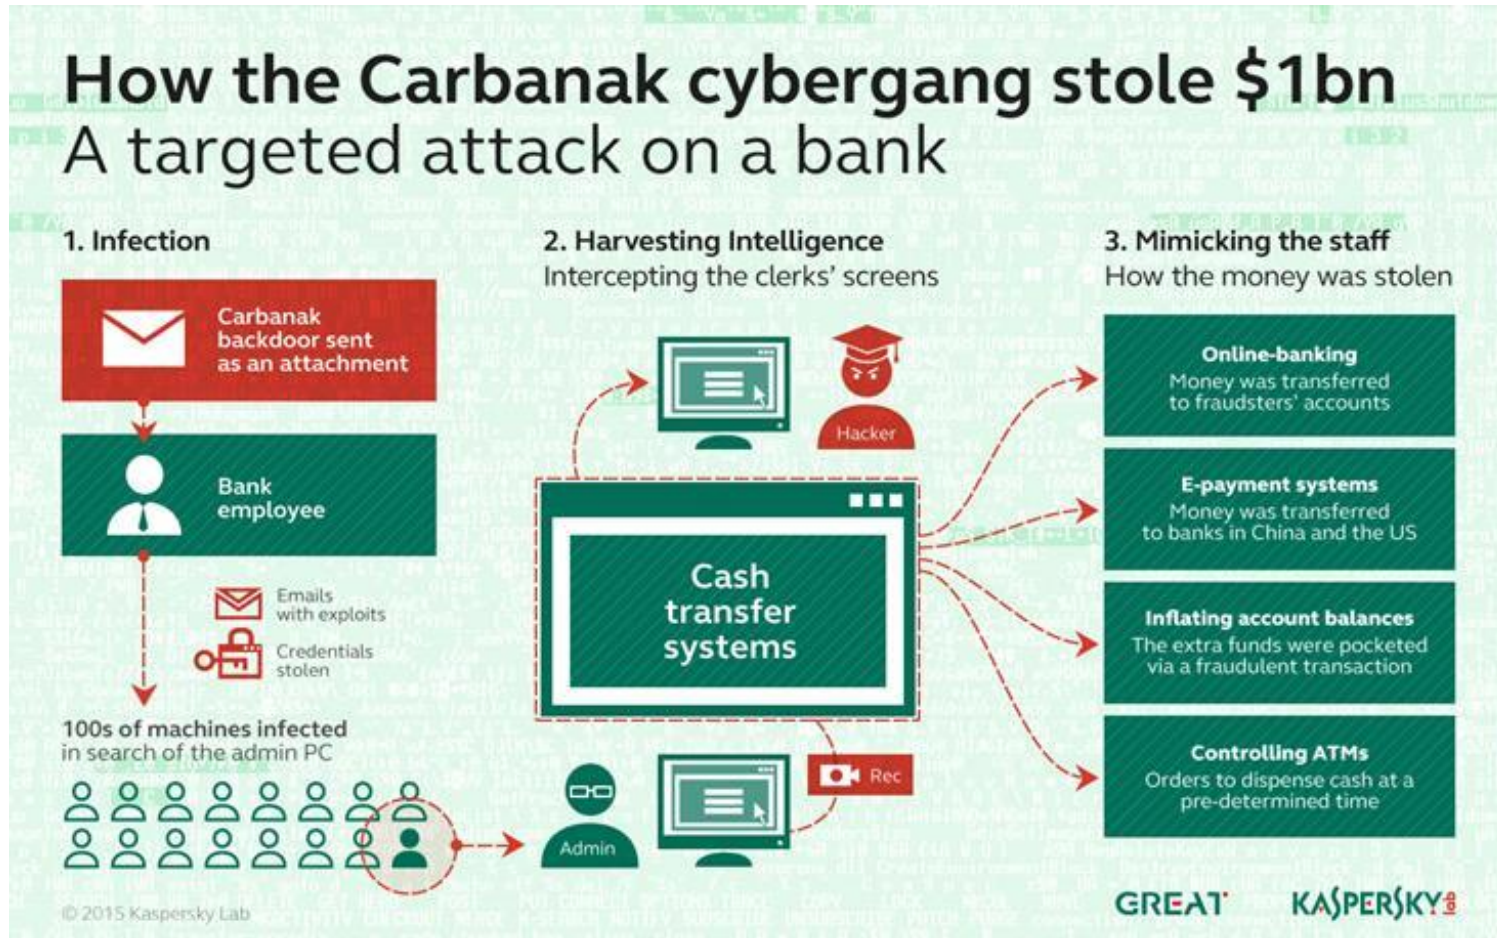 How the Carbanak cybergang stole $1bn
A targeted attack on a bank
1. Infection
Carbanak
backdoor sent
as an attachment
Bank
employee
Emails
with exploits
Credentials
stolen
100s of machines infected
in search of the admin PC
2. Harvesting Intelligence
Intercepting the clerks’ screens
Hacker
Cash
transfer
systems
Rec
Admin
3. Mimicking the staff
How the money was stolen
Online-banking
Money was transferred
to fraudsters’ accounts
E-payment systems
Money was transferred
to banks in China and the US
Inflating account balances
The extra funds were pocketed
via a fraudulent transaction
Controlling ATMs
Orders to dispense cash at a
pre-determined time
© 2015 Kaspersky Lab
GREAT
KASPERSKY lab